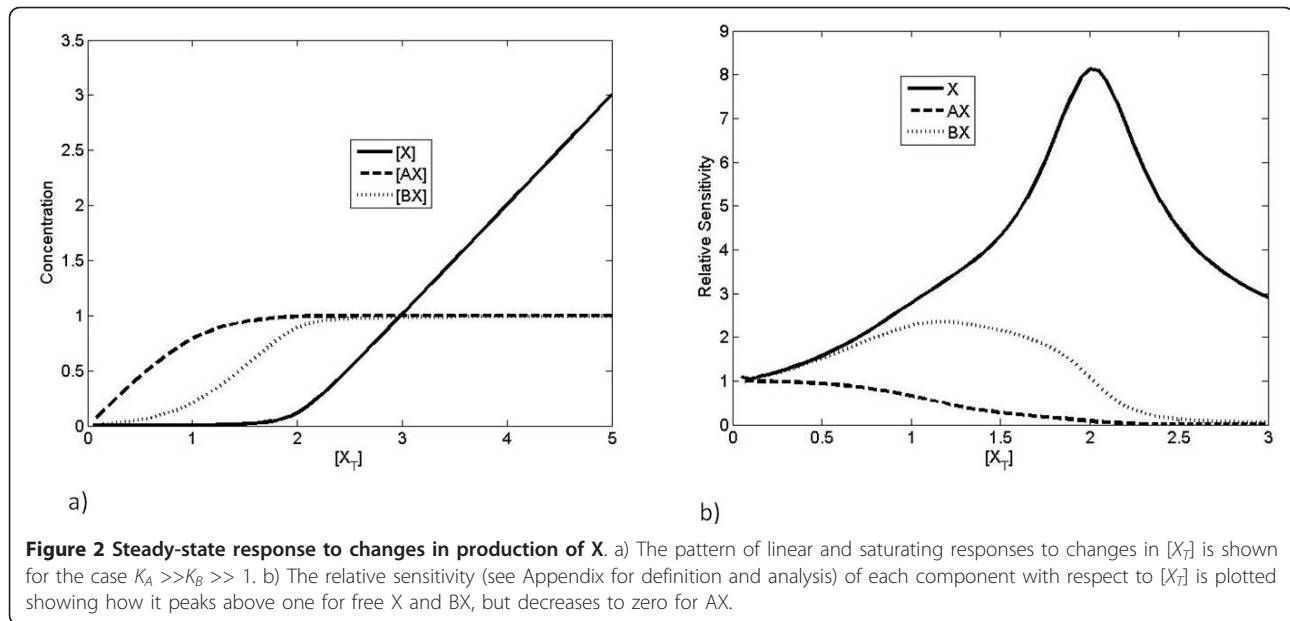 3.5
3
2.5
2
1.5
1
0.5
0
Concentration
[X]
[AX]
[BX]
0 1 2 3 4 5
[X_T]
a)
9
8
7
6
5
4
3
2
1
0
Relative Sensitivity
X
AX
BX
0 0.5 1 1.5 2 2.5 3
[X_T]
b)
Figure 2 Steady-state response to changes in production of X. a) The pattern of linear and saturating responses to changes in [X_T] is shown
for the case K_A >>K_B >> 1. b) The relative sensitivity (see Appendix for definition and analysis) of each component with respect to [X_T] is plotted
showing how it peaks above one for free X and BX, but decreases to zero for AX.